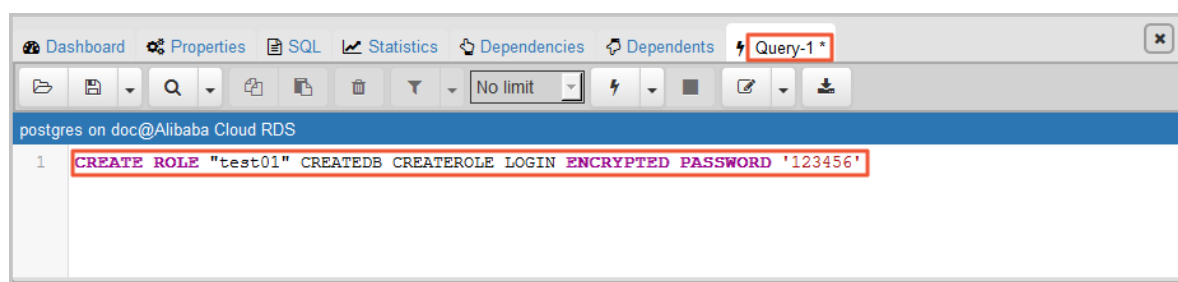 Dashboard Properties SQL Statistics Dependencies Dependents Query-1 *
No limit
postgres on doc@Alibaba Cloud RDS
1 CREATE ROLE "test01" CREATEDB CREATEROLE LOGIN ENCRYPTED PASSWORD '123456'